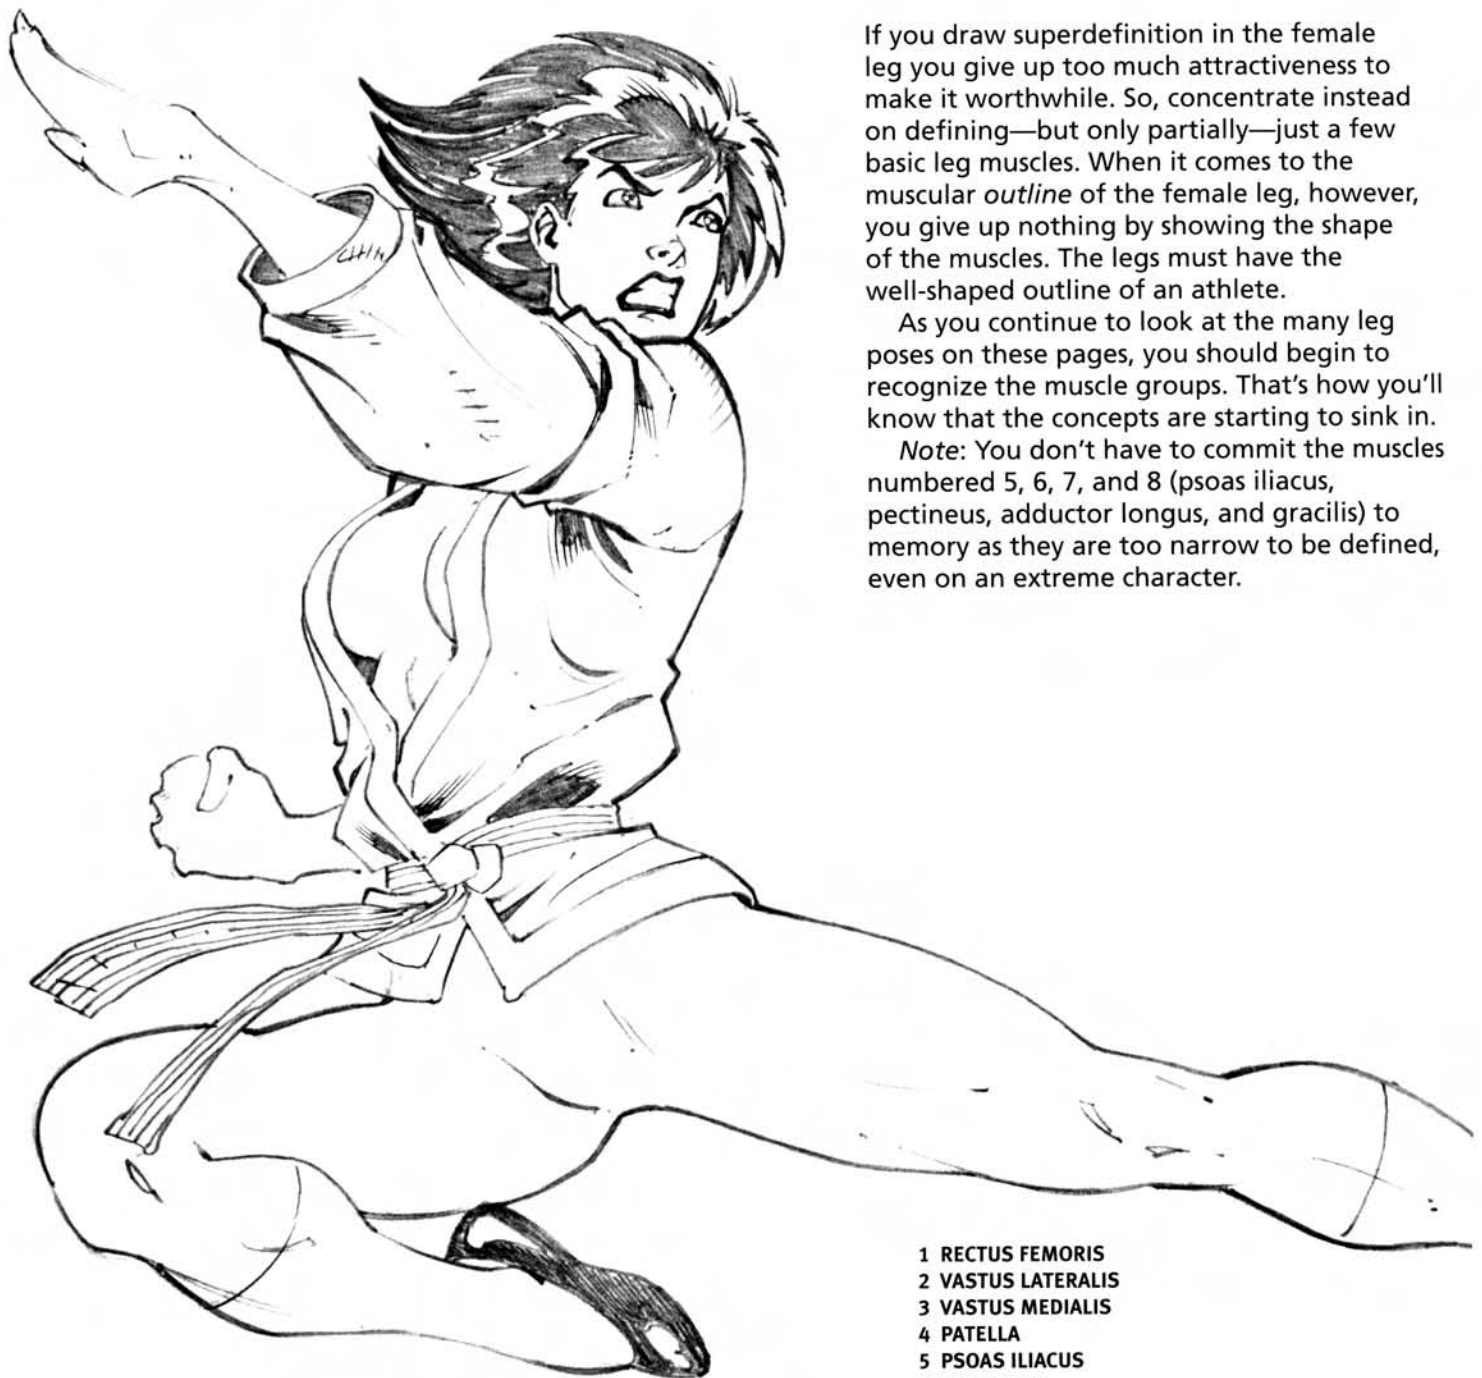 If you draw superdefinition in the female
leg you give up too much attractiveness to
make it worthwhile. So, concentrate instead
on defining—but only partially—just a few
basic leg muscles. When it comes to the
muscular outline of the female leg, however,
you give up nothing by showing the shape
of the muscles. The legs must have the
well-shaped outline of an athlete.
As you continue to look at the many leg
poses on these pages, you should begin to
recognize the muscle groups. That's how you'll
know that the concepts are starting to sink in.
Note: You don't have to commit the muscles
numbered 5, 6, 7, and 8 (psoas iliacus,
pectineus, adductor longus, and gracilis) to
memory as they are too narrow to be defined,
even on an extreme character.
1 RECTUS FEMORIS
2 VASTUS LATERALIS
3 VASTUS MEDIALIS
4 PATELLA
5 PSOAS ILIACUS